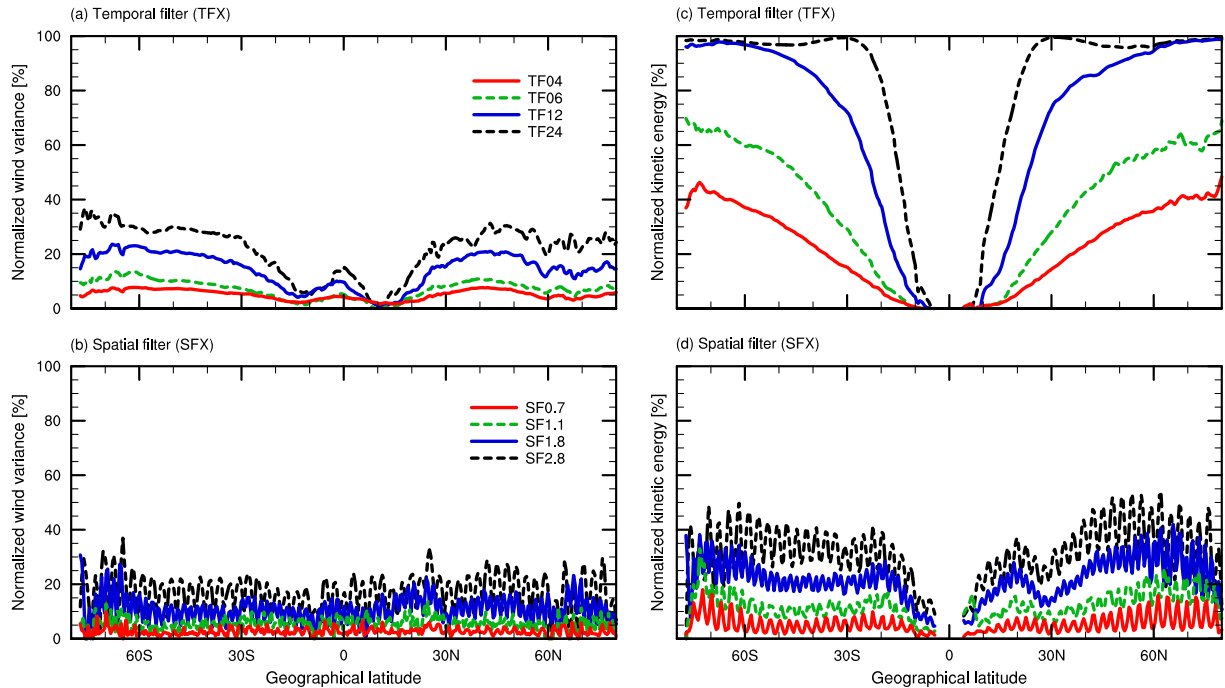 (a) Temporal filter (TFX)
Normalized wind variance [%]
100
80
60
40
20
0
TF04
TF06
TF12
TF24
(c) Temporal filter (TFX)
Normalized kinetic energy [%]
(b) Spatial filter (SFX)
Normalized wind variance [%]
100
80
60
40
20
0
SF0.7
SF1.1
SF1.8
SF2.8
60S
30S
0
30N
60N
Geographical latitude
(d) Spatial filter (SFX)
Normalized kinetic energy [%]
60S
30S
0
30N
60N
Geographical latitude